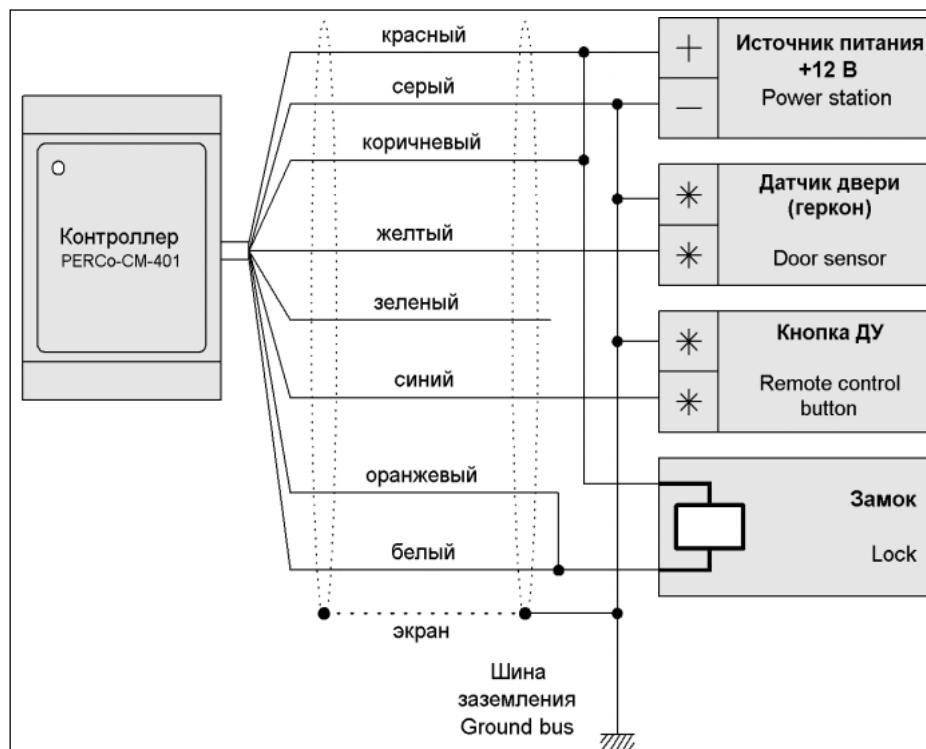 красный
серый
коричневый
желтый
зеленый
синий
оранжевый
белый
экран
Контроллер
PERCo-CM-401
+
Источник питания
+12 В
−
Power station
Датчик двери
(геркон)
Door sensor
Кнопка ДУ
Remote control
button
Замок
Lock
Шина
заземления
Ground bus